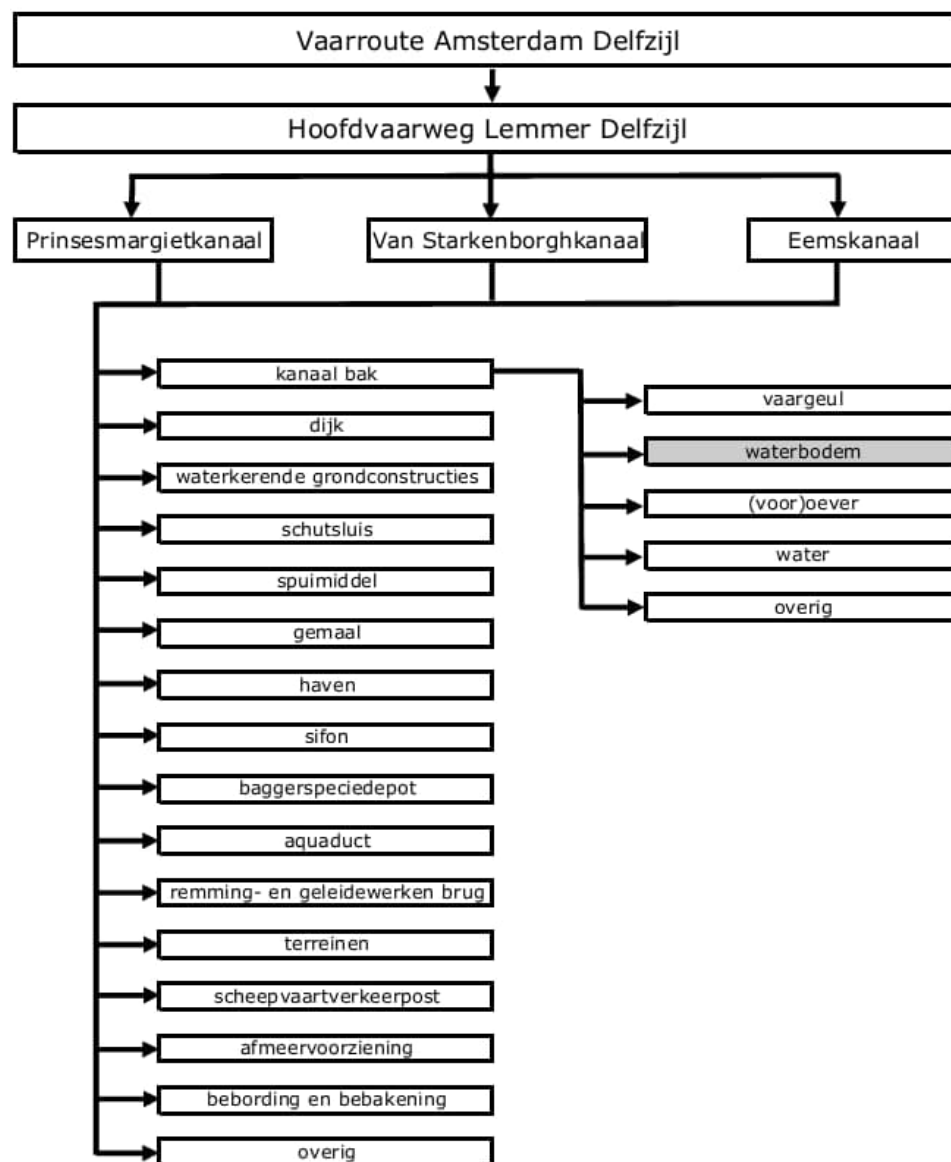 Vaarroute Amsterdam Delfzijl
Hoofdvaarweg Lemmer Delfzijl
Prinsesmargietkanaal
Van Starkenborghkanaal
Eemskanaal
kanaal bak
dijk
waterkerende grondconstructies
schutsluis
spuimiddel
gemaal
haven
sifon
baggerspeciedepot
aquaduct
remming- en geleidewerken brug
terreinen
scheepvaartverkeerpost
afmeervoorziening
bebording en bebakening
overig
vaargeul
waterbodem
(voor)oever
water
overig